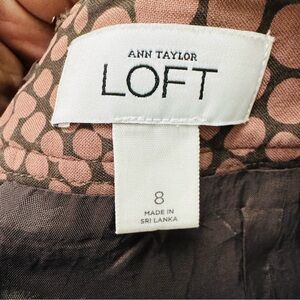 ANN TAYLOR
LOFT
8
MADE IN
SRI LANKA